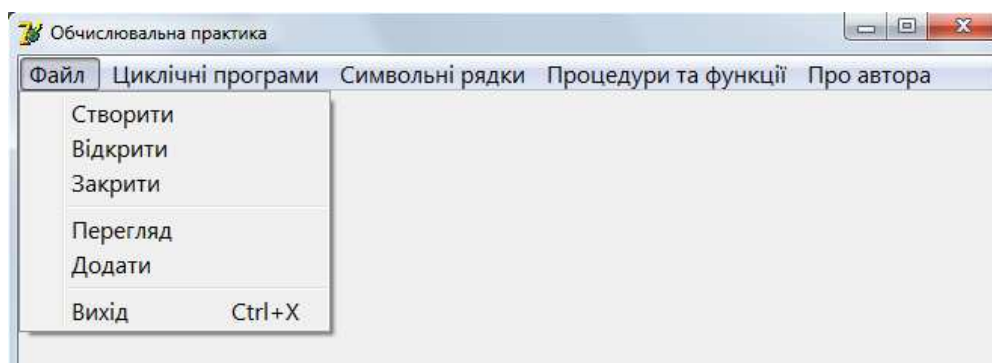 Обчислювальна практика
Файл Циклічні програми Символьні рядки Процедури та функції Про автора
Створити
Відкрити
Закрити
Перегляд
Додати
Вихід Ctrl+X